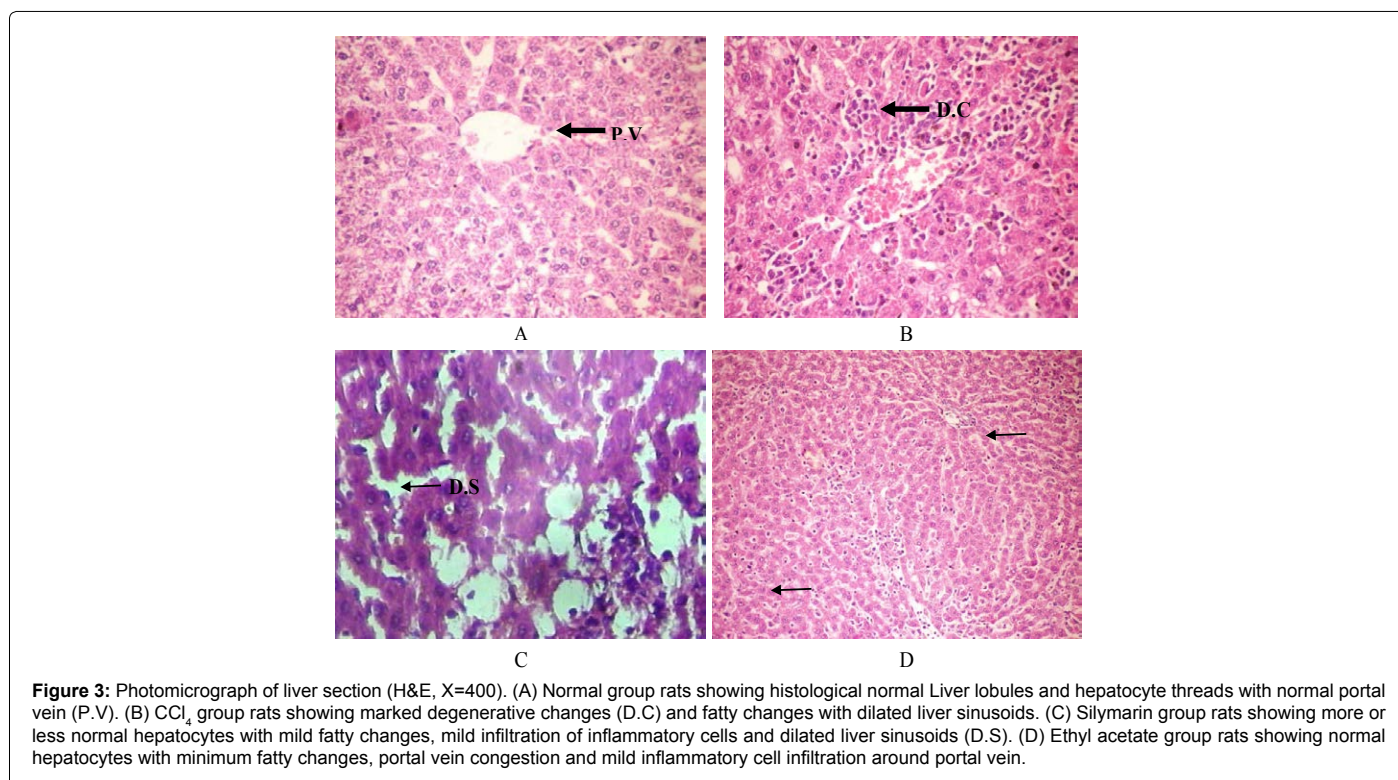 P.V
D.C
A
B
D.S
C
D
Figure 3: Photomicrograph of liver section (H&E, X=400). (A) Normal group rats showing histological normal Liver lobules and hepatocyte threads with normal portal
vein (P.V). (B) CCl4 group rats showing marked degenerative changes (D.C) and fatty changes with dilated liver sinusoids. (C) Silymarin group rats showing more or
less normal hepatocytes with mild fatty changes, mild infiltration of inflammatory cells and dilated liver sinusoids (D.S). (D) Ethyl acetate group rats showing normal
hepatocytes with minimum fatty changes, portal vein congestion and mild inflammatory cell infiltration around portal vein.